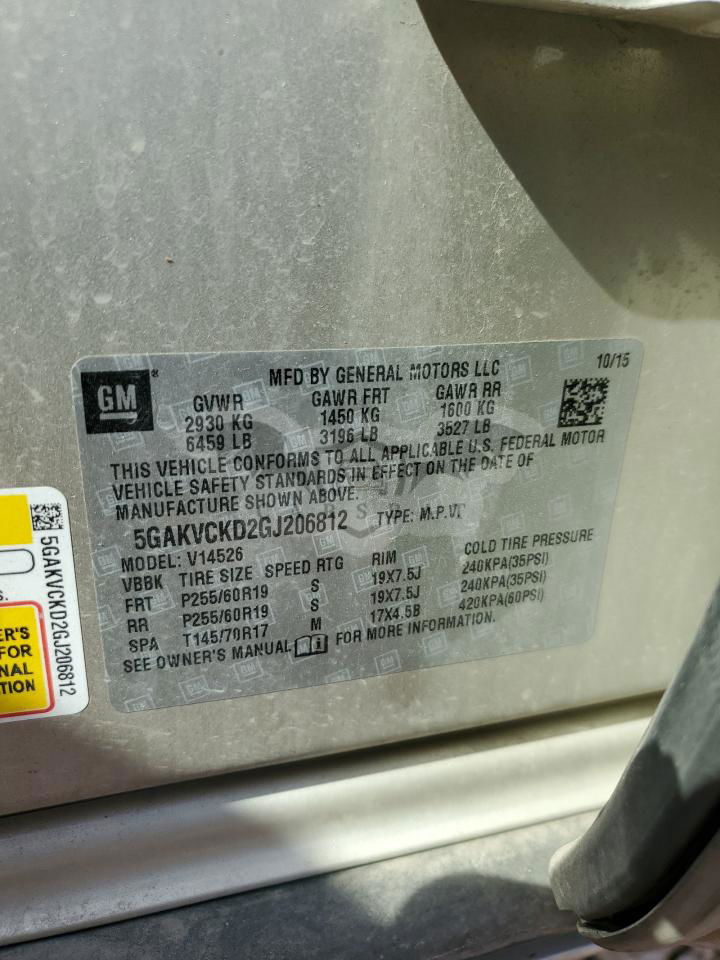 GM
MFD BY GENERAL MOTORS LLC
10/15
GVWR GAWR FRT GAWR RR
2930 KG 1450 KG 1600 KG
6459 LB 3196 LB 3527 LB
THIS VEHICLE CONFORMS TO ALL APPLICABLE U.S. FEDERAL MOTOR
VEHICLE SAFETY STANDARDS IN EFFECT ON THE DATE OF
MANUFACTURE SHOWN ABOVE.
5GAKVCKD2GJ206812 TYPE: M.P.V.
MODEL: V14526
VBBK TIRE SIZE SPEED RTG RIM COLD TIRE PRESSURE
FRT P255/60R19 S 19X7.5J 240KPA(35PSI)
RR P255/60R19 S 19X7.5J 240KPA(35PSI)
SPA T145/70R17 M 17X4.5B 420KPA(60PSI)
SEE OWNER'S MANUAL FOR MORE INFORMATION.
5GAKVCKD2GJ206812
S.
ER'S
FOR
NAL
TION